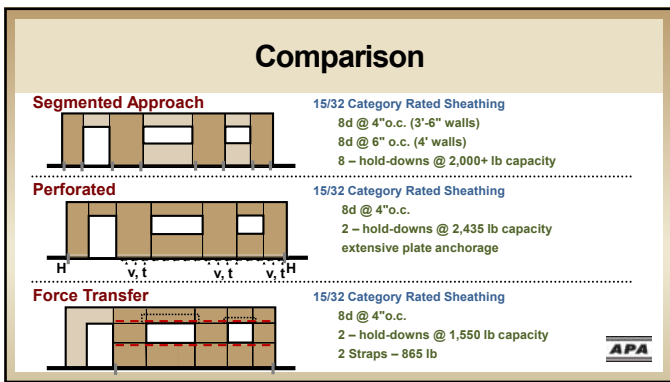 Comparison
Segmented Approach
15/32 Category Rated Sheathing
8d @ 4"o.c. (3'-6" walls)
8d @ 6" o.c. (4' walls)
8 – hold-downs @ 2,000+ lb capacity
Perforated
H
v, t
v, t
v, t
H
15/32 Category Rated Sheathing
8d @ 4"o.c.
2 – hold-downs @ 2,435 lb capacity
extensive plate anchorage
Force Transfer
15/32 Category Rated Sheathing
8d @ 4"o.c.
2 – hold-downs @ 1,550 lb capacity
2 Straps – 865 lb
APA